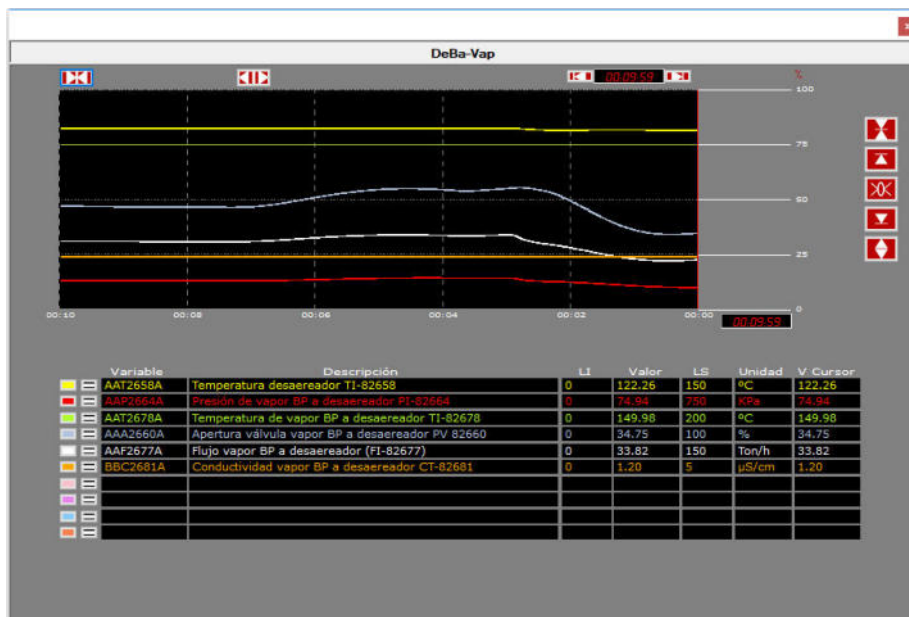 DeBa-Vap
00:09:59 %
100
75
50
25
0
00:10 00:08 00:06 00:04 00:02 00:00
00:09:59
Variable Descripción LI Valor LS Unidad V Cursor
AAT2658A Temperatura desaereador TI-82658 0 122.26 150 ºC 122.26
AAP2664A Presión de vapor BP a desaereador PI-82664 0 74.94 750 KPa 74.94
AAT2678A Temperatura de vapor BP a desaereador TI-82678 0 149.98 200 ºC 149.98
AAA2660A Apertura válvula vapor BP a desaereador PV 82660 0 34.75 100 % 34.75
AAF2677A Flujo vapor BP a desaereador (FI-82677) 0 33.82 150 Ton/h 33.82
BBC2681A Conductividad vapor BP a desaereador CT-82681 0 1.20 5 µS/cm 1.20